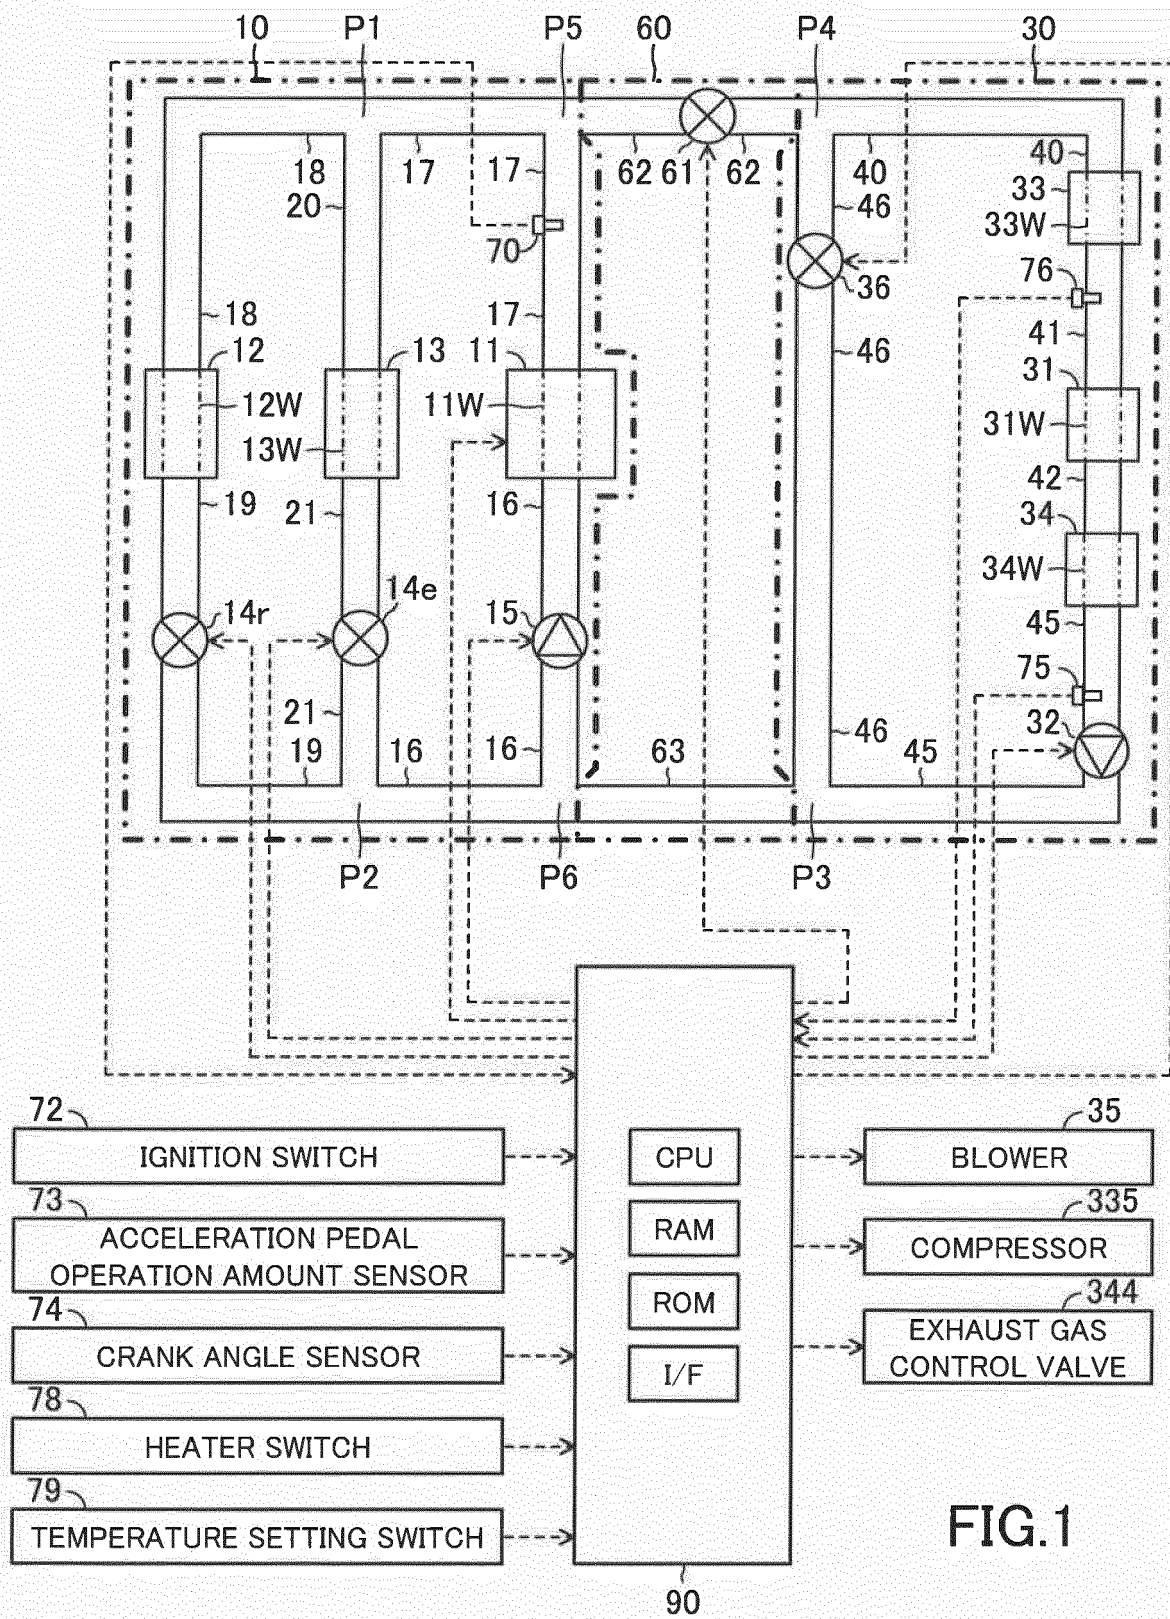 10 P1 P5 60 P4 30
18 17 62 61 62 40 40
18 17
20 46 33
33W
70 36 76
18 17 41
12 13 11 46 31
12W 11W 31W
13W
42
19 21 16 34
34W
14r 14e 15 45
75
21 32
19 16 16 63 46 45
P2 P6 P3
72 35
IGNITION SWITCH CPU BLOWER
73 335
ACCELERATION PEDAL RAM COMPRESSOR
OPERATION AMOUNT SENSOR
74 ROM 344
CRANK ANGLE SENSOR EXHAUST GAS
I/F CONTROL VALVE
78
HEATER SWITCH
79
TEMPERATURE SETTING SWITCH
FIG.1
90